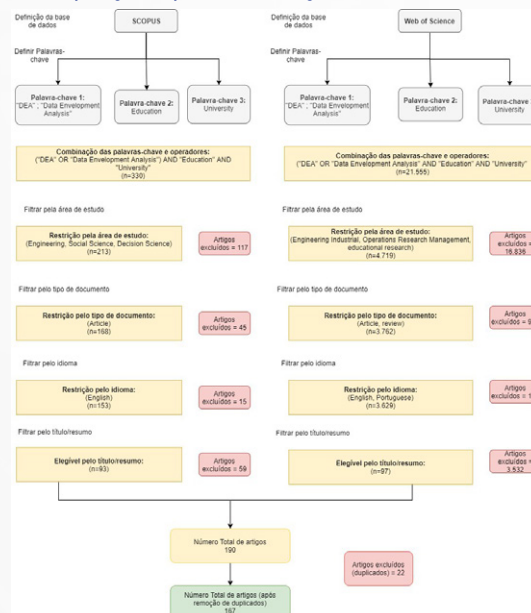 Definição da base
de dados
SCOPUS
Definir Palavras-
chave
Palavra-chave 1:
"DEA" ; "Data Envelopment
Analysis"
Palavra-chave 2:
Education
Palavra-chave 3:
University
Combinação das palavras-chave e operadores:
("DEA" OR "Data Envelopment Analysis") AND "Education" AND
"University"
(n=330)
Filtrar pela área de estudo
Restrição pela área de estudo:
(Engineering, Social Science, Decision Science)
(n=213)
Artigos
excluídos = 117
Filtrar pelo tipo de documento
Restrição pelo tipo de documento:
(Article)
(n=168)
Artigos
excluídos = 45
Filtrar pelo idioma
Restrição pelo idioma:
(English)
(n=153)
Artigos
excluídos = 15
Filtrar pelo título/resumo
Elegível pelo título/resumo:
(n=93)
Artigos
excluídos = 59
Definição da base
de dados
Web of Science
Definir Palavras-
chave
Palavra-chave 1:
"DEA" ; "Data Envelopment
Analysis"
Palavra-chave 2:
Education
Palavra-chave
University
Combinação das palavras-chave e operadores:
("DEA" OR "Data Envelopment Analysis" AND "Education" AND "University"
(n=21.555)
Filtrar pela área de estudo
Restrição pela área de estudo:
(Engineering Industrial, Operations Research Management,
educational research)
(n=4.719)
Artigos
excluídos =
16.836
Filtrar pelo tipo de documento
Restrição pelo tipo de documento:
(Article, review)
(n=3.762)
Artigos
excluídos = 9
Filtrar pelo idioma
Restrição pelo idioma:
(English, Portuguese)
(n=3.629)
Artigos
excluídos = 1
Filtrar pelo título/resumo
Elegível pelo título/resumo:
(n=97)
Artigos
excluídos =
3.532
Número Total de artigos
190
Artigos excluídos
(duplicados) = 22
Número Total de artigos (após
remoção de duplicados)
167